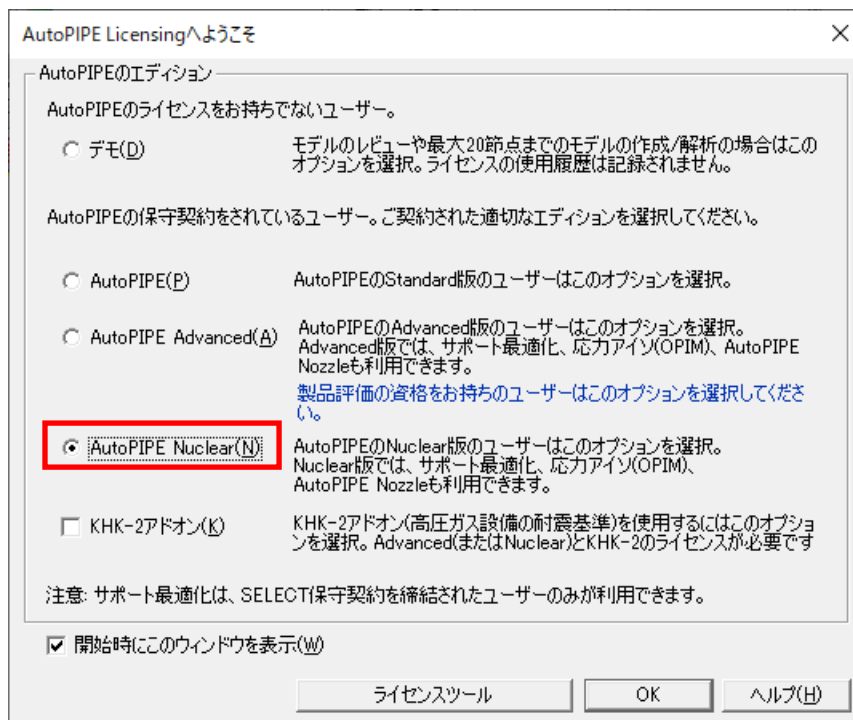 AutoPIPE Licensingへようこそ
AutoPIPEのエディション
AutoPIPEのライセンスをお持ちでないユーザー。
デモ(D)
モデルのレビューや最大20節点までのモデルの作成/解析の場合はこの
オプションを選択。ライセンスの使用履歴は記録されません。
AutoPIPEの保守契約をされているユーザー。ご契約された適切なエディションを選択してください。
AutoPIPE(P)
AutoPIPEのStandard版のユーザーはこのオプションを選択。
AutoPIPE Advanced(A)
AutoPIPEのAdvanced版のユーザーはこのオプションを選択。
Advanced版では、サポート最適化、応力アイソ(OPIM)、AutoPIPE
Nozzleも利用できます。
製品評価の資格をお持ちのユーザーはこのオプションを選択してくださ
い。
AutoPIPE Nuclear(N)
AutoPIPEのNuclear版のユーザーはこのオプションを選択。
Nuclear版では、サポート最適化、応力アイソ(OPIM)、
AutoPIPE Nozzleも利用できます。
KHK-2アドオン(K)
KHK-2アドオン(高圧ガス設備の耐震基準)を使用するにはこのオプショ
ンを選択。Advanced(またはNuclear)とKHK-2のライセンスが必要です
注意: サポート最適化は、SELECT保守契約を締結されたユーザーのみが利用できます。
開始時にこのウィンドウを表示(W)
ライセンスツール
OK
ヘルプ(H)